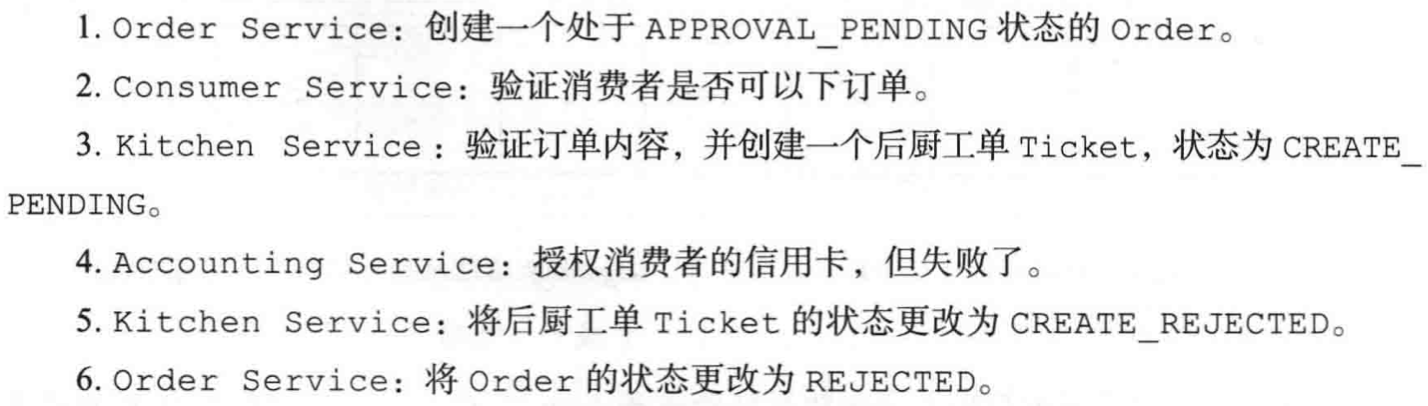 1. Order Service：创建一个处于 APPROVAL_PENDING 状态的 Order。
2. Consumer Service：验证消费者是否可以下订单。
3. Kitchen Service：验证订单内容，并创建一个后厨工单 Ticket，状态为 CREATE_
PENDING。
4. Accounting Service：授权消费者的信用卡，但失败了。
5. Kitchen Service：将后厨工单 Ticket 的状态更改为 CREATE_REJECTED。
6. Order Service：将 Order 的状态更改为 REJECTED。